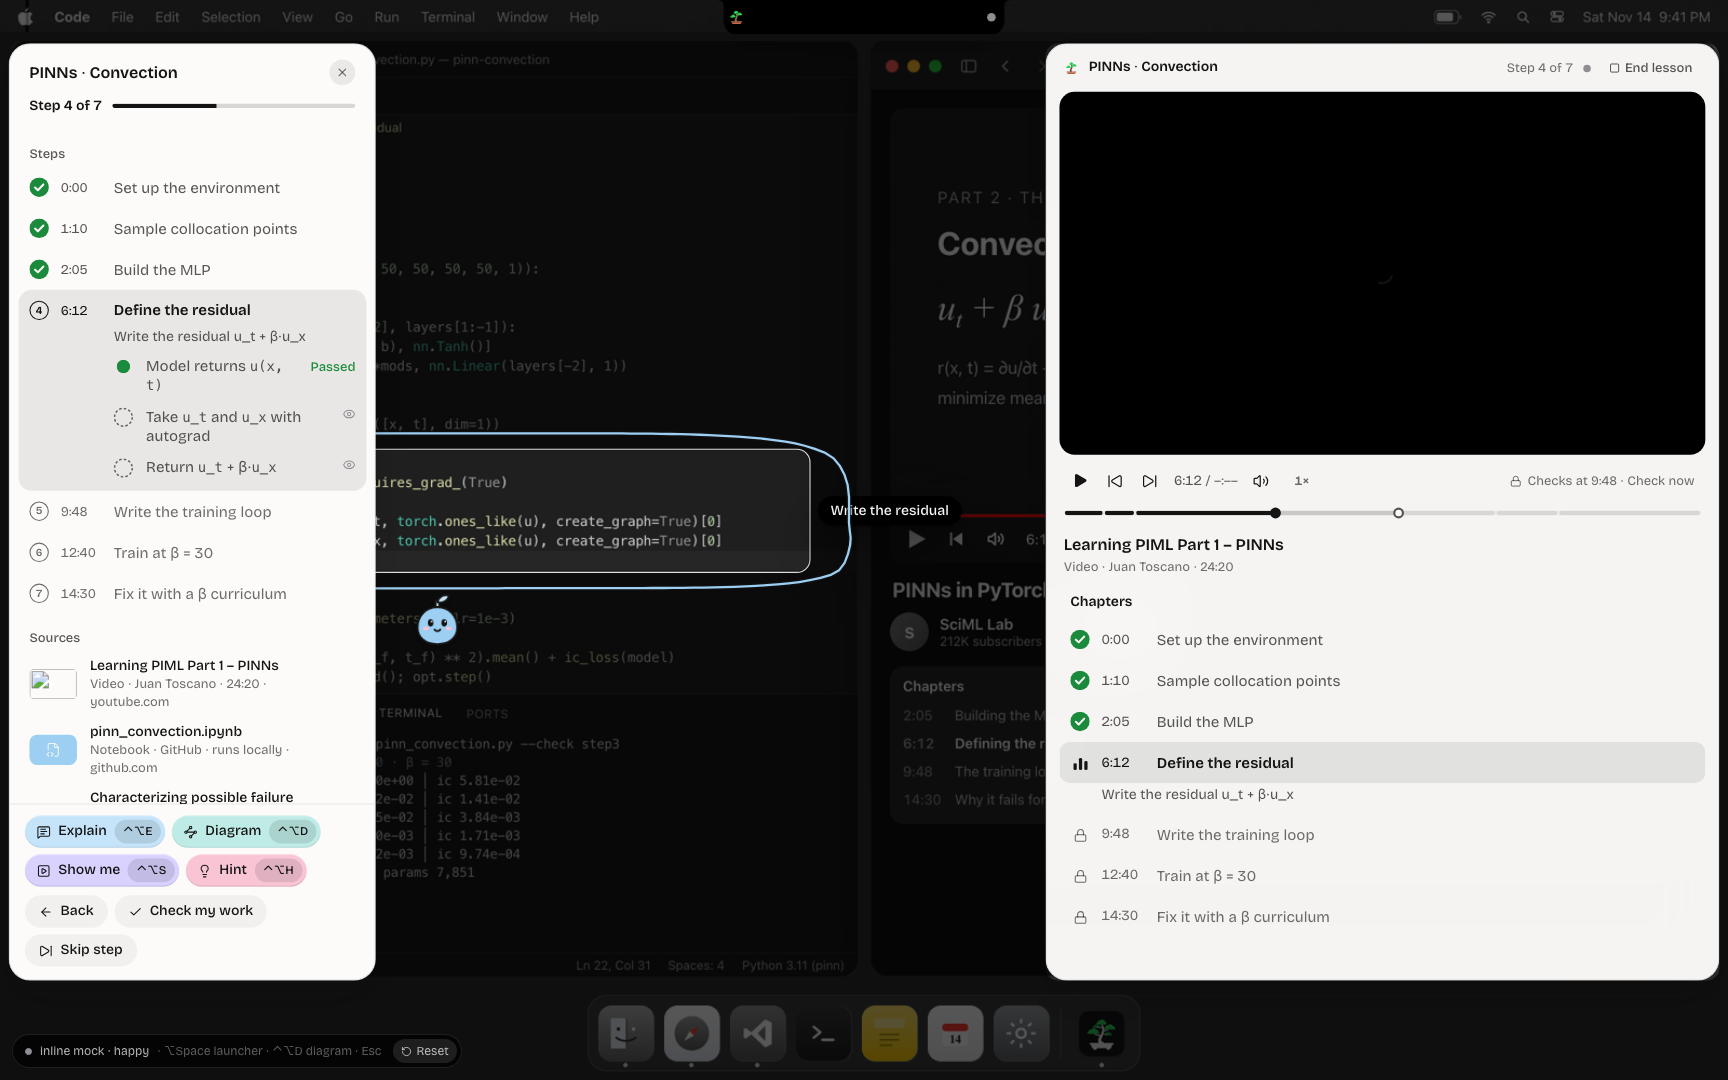 Code File Edit Selection View Go Run Terminal Window Help
Sat Nov 14 9:41 PM
PINNs · Convection
Step 4 of 7
Steps
0:00 Set up the environment
1:10 Sample collocation points
2:05 Build the MLP
4 6:12 Define the residual
Write the residual u_t + β·u_x
Model returns u(x,
t)
Passed
Take u_t and u_x with
autograd
Return u_t + β·u_x
5 9:48 Write the training loop
6 12:40 Train at β = 30
7 14:30 Fix it with a β curriculum
Sources
Learning PIML Part 1 – PINNs
Video · Juan Toscano · 24:20 ·
youtube.com
pinn_convection.ipynb
Notebook · GitHub · runs locally ·
github.com
Characterizing possible failure
Explain ^⌥E
Diagram ^⌥D
Show me ^⌥S
Hint ^⌥H
Back
Check my work
Skip step
inline mock · happy · ⌥Space launcher · ^⌥D diagram · Esc
Reset
ection.py — pinn-convection
dual
50, 50, 50, 50, 1)):
2], layers[1:-1]):
b), nn.Tanh()]
*mods, nn.Linear(layers[-2], 1))
([x, t], dim=1))
uires_grad_(True)
t, torch.ones_like(u), create_graph=True)[0]
x, torch.ones_like(u), create_graph=True)[0]
Write the residual
meters lr=1e-3)
_f, t_f) ** 2).mean() + ic_loss(model)
d(); opt.step()
TERMINAL PORTS
pinn_convection.py --check step3
0 · β = 30
0e+00 | ic 5.81e-02
2e-02 | ic 1.41e-02
5e-02 | ic 3.84e-03
0e-03 | ic 1.71e-03
2e-03 | ic 9.74e-04
params 7,851
Ln 22, Col 31 Spaces: 4 Python 3.11 (pinn)
PART 2 · TH
Convec
u_t + β u
r(x, t) = ∂u/∂t
minimize mea
6:1
PINNs in PyTorc
S
SciML Lab
212K subscribers
Chapters
2:05 Building the M
6:12 Defining the r
9:48 The training lo
14:30 Why it fails fo
PINNs · Convection
Step 4 of 7
End lesson
6:12 / –:––
1×
Checks at 9:48 · Check now
Learning PIML Part 1 – PINNs
Video · Juan Toscano · 24:20
Chapters
0:00 Set up the environment
1:10 Sample collocation points
2:05 Build the MLP
6:12 Define the residual
Write the residual u_t + β·u_x
9:48 Write the training loop
12:40 Train at β = 30
14:30 Fix it with a β curriculum
14